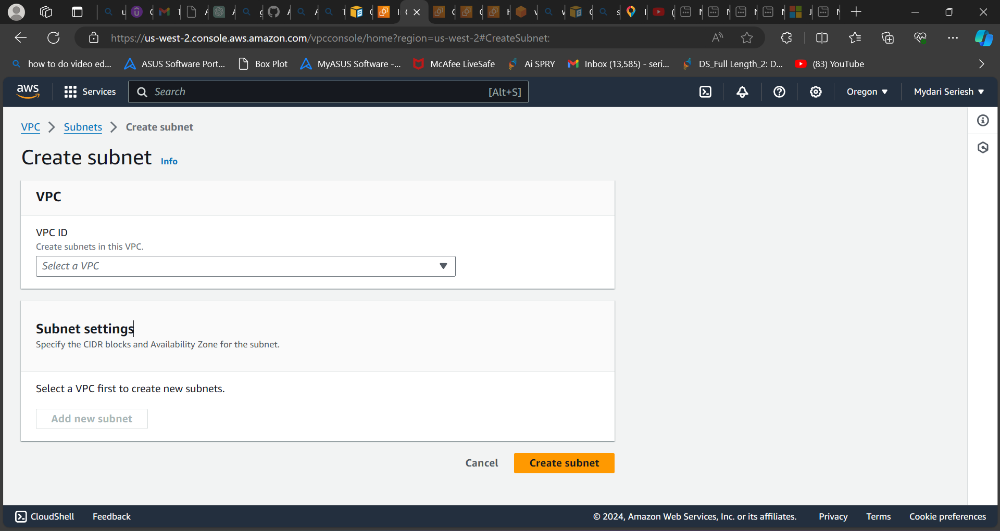 https://us-west-2.console.aws.amazon.com/vpcconsole/home?region=us-west-2#CreateSubnet:
how to do video ed... ASUS Software Port... Box Plot MyASUS Software -... McAfee LiveSafe Ai SPRY Inbox (13,585) - seri... DS_Full Length_2: D... (83) YouTube
aws Services Search [Alt+S] Oregon Mydari Seriesh
VPC Subnets Create subnet
Create subnet Info
VPC
VPC ID
Create subnets in this VPC.
Select a VPC
Subnet settings
Specify the CIDR blocks and Availability Zone for the subnet.
Select a VPC first to create new subnets.
Add new subnet
Cancel Create subnet
CloudShell Feedback © 2024, Amazon Web Services, Inc. or its affiliates. Privacy Terms Cookie preferences